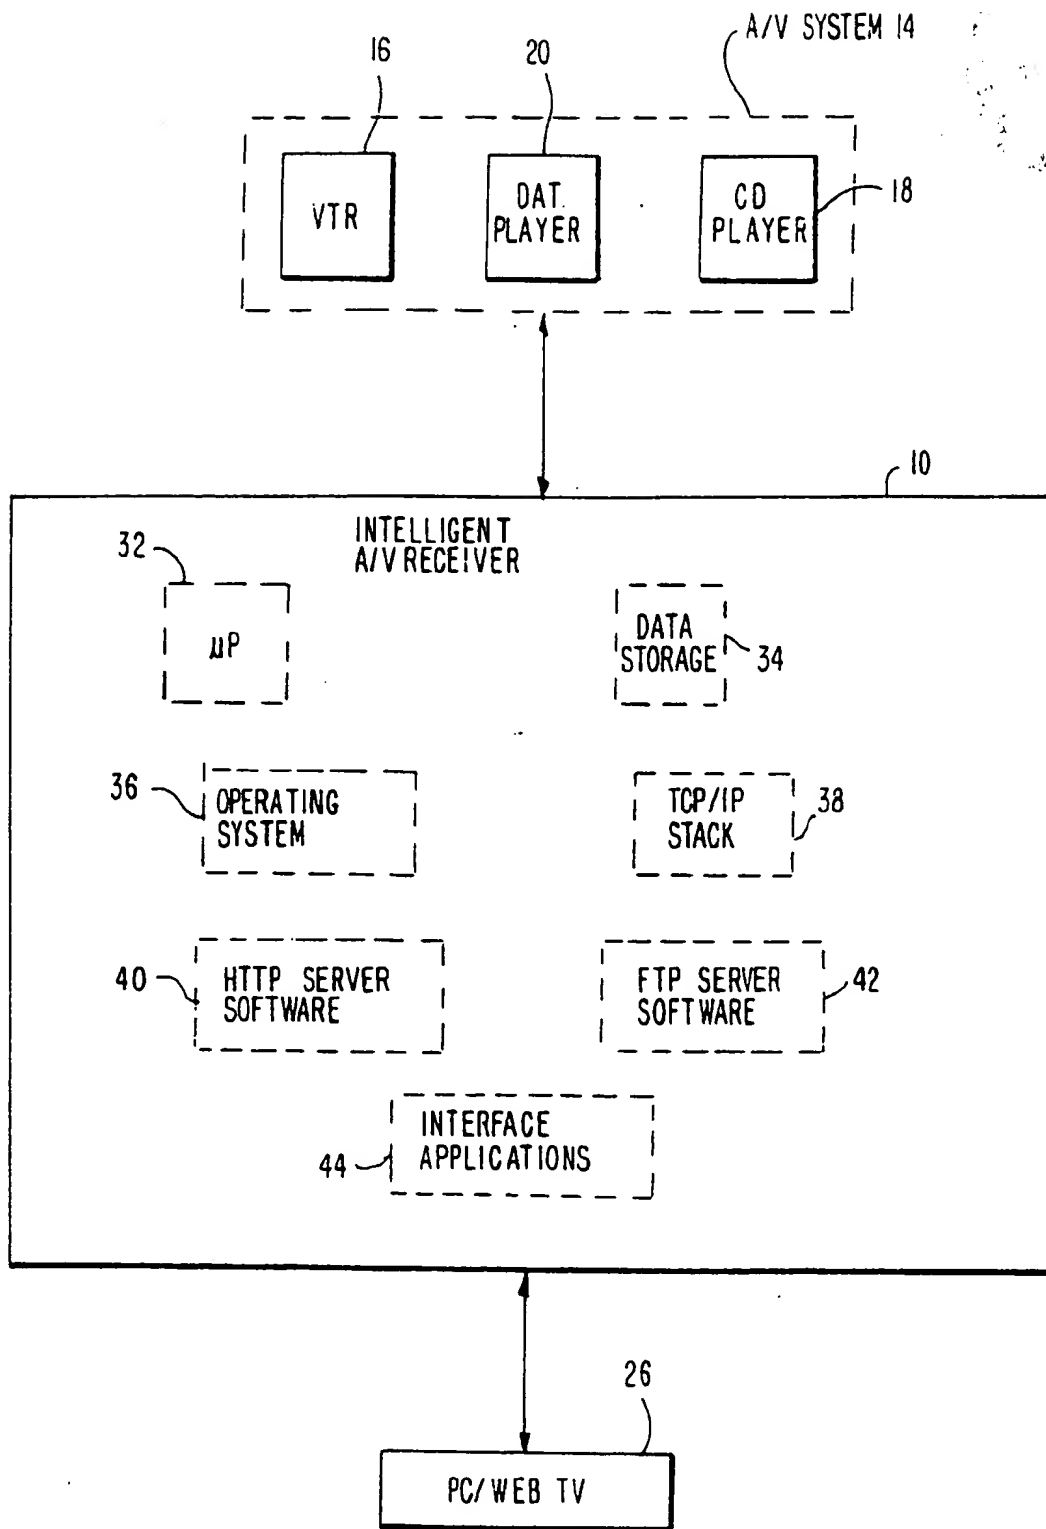 A/V SYSTEM 14
16
20
VTR
DAT
PLAYER
CD
PLAYER
18
10
INTELLIGENT
A/V RECEIVER
32
µP
DATA
STORAGE
34
36
OPERATING
SYSTEM
TCP/IP
STACK
38
40
HTTP SERVER
SOFTWARE
FTP SERVER
SOFTWARE
42
INTERFACE
APPLICATIONS
44
26
PC/WEB TV